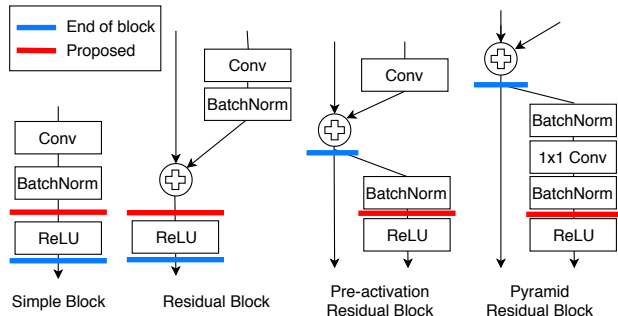 End of block
Proposed
Conv
BatchNorm
ReLU
Simple Block
Conv
BatchNorm
ReLU
Residual Block
Conv
BatchNorm
ReLU
Pre-activation
Residual Block
BatchNorm
1x1 Conv
BatchNorm
ReLU
Pyramid
Residual Block